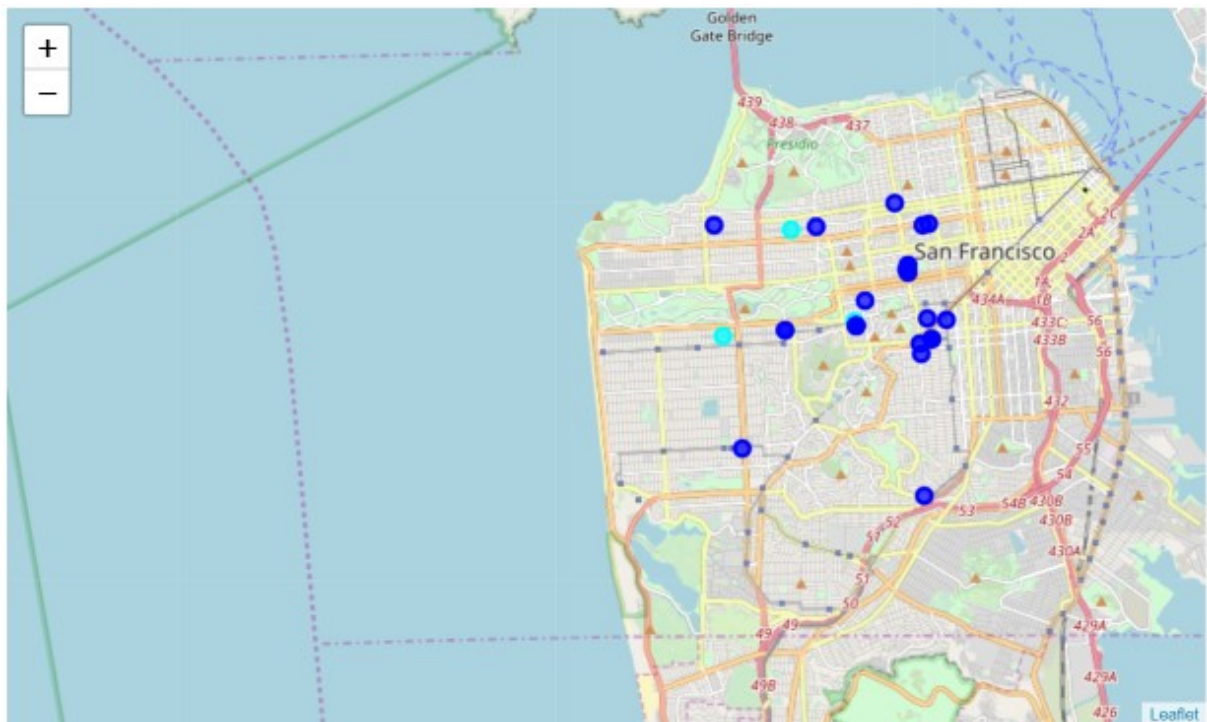 +
−
Golden
Gate Bridge
439
438
437
Presidio
2C
2A
San Francisco
2
1A
434A
1B
433C
56
433B
56
432
55
54
54B
430B
53
52
430B
51
430A
51
50
49
49
429A
49B
429A
426
Leaflet